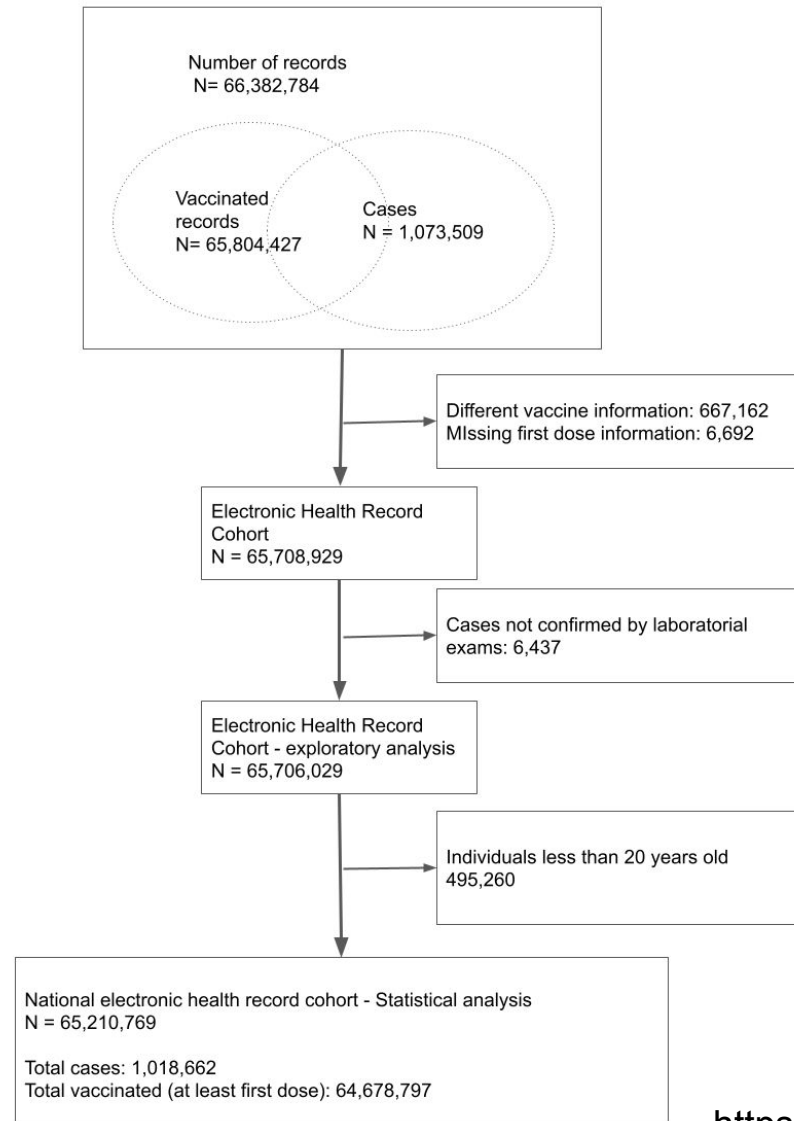 Number of records
N= 66,382,784
Vaccinated
records
N= 65,804,427
Cases
N = 1,073,509
Different vaccine information: 667,162
MIssing first dose information: 6,692
Electronic Health Record
Cohort
N = 65,708,929
Cases not confirmed by laboratorial
exams: 6,437
Electronic Health Record
Cohort - exploratory analysis
N = 65,706,029
Individuals less than 20 years old
495,260
National electronic health record cohort - Statistical analysis
N = 65,210,769
Total cases: 1,018,662
Total vaccinated (at least first dose): 64,678,797